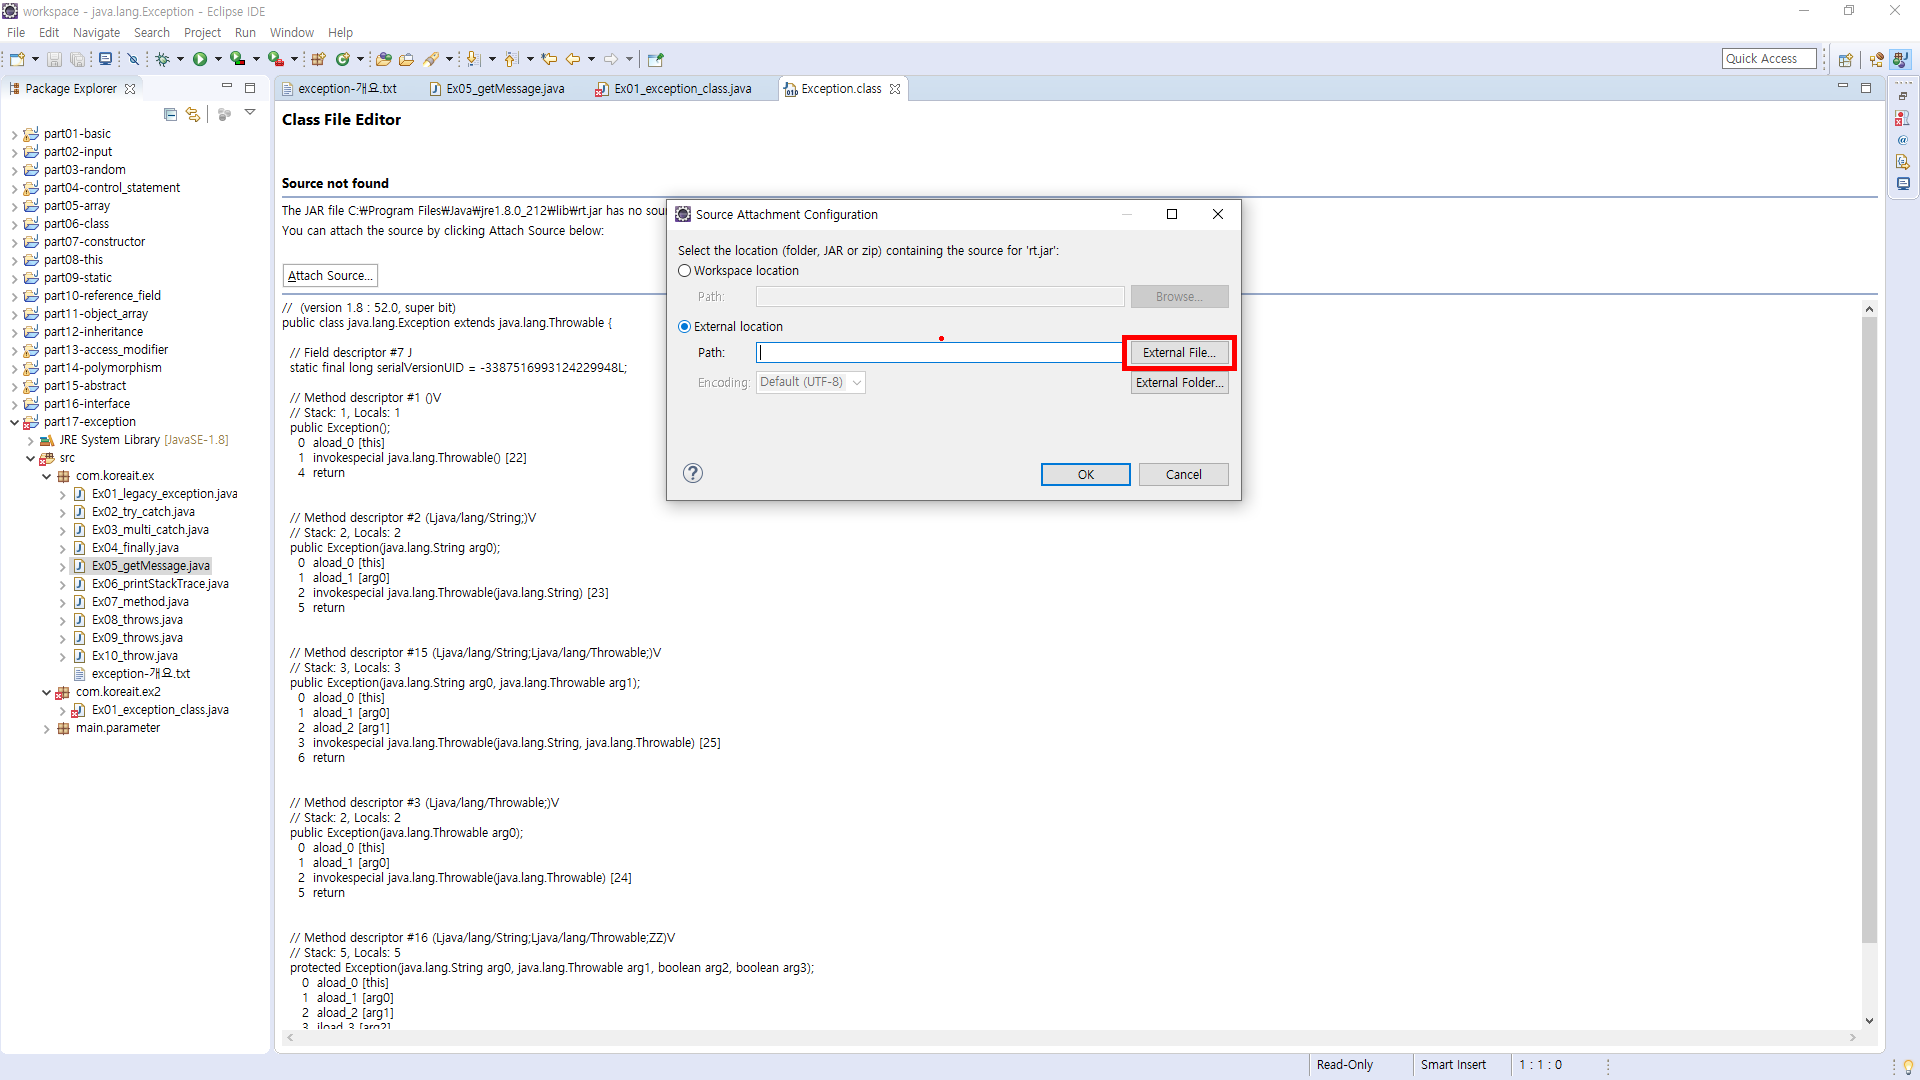 workspace - java.lang.Exception - Eclipse IDE
File Edit Navigate Search Project Run Window Help
Quick Access
Package Explorer
exception-개요.txt
Ex05_getMessage.java
Ex01_exception_class.java
Exception.class
part01-basic
part02-input
part03-random
part04-control_statement
part05-array
part06-class
part07-constructor
part08-this
part09-static
part10-reference_field
part11-object_array
part12-inheritance
part13-access_modifier
part14-polymorphism
part15-abstract
part16-interface
part17-exception
JRE System Library [JavaSE-1.8]
src
com.koreait.ex
Ex01_legacy_exception.java
Ex02_try_catch.java
Ex03_multi_catch.java
Ex04_finally.java
Ex05_getMessage.java
Ex06_printStackTrace.java
Ex07_method.java
Ex08_throws.java
Ex09_throws.java
Ex10_throw.java
exception-개요.txt
com.koreait.ex2
Ex01_exception_class.java
main.parameter
Class File Editor
Source not found
The JAR file C:₩Program Files₩Java₩jre1.8.0_212₩lib₩rt.jar has no sou
You can attach the source by clicking Attach Source below:
Attach Source...
// (version 1.8 : 52.0, super bit)
public class java.lang.Exception extends java.lang.Throwable {
// Field descriptor #7 J
static final long serialVersionUID = -3387516993124229948L;
// Method descriptor #1 ()V
// Stack: 1, Locals: 1
public Exception();
0 aload_0 [this]
1 invokespecial java.lang.Throwable() [22]
4 return
// Method descriptor #2 (Ljava/lang/String;)V
// Stack: 2, Locals: 2
public Exception(java.lang.String arg0);
0 aload_0 [this]
1 aload_1 [arg0]
2 invokespecial java.lang.Throwable(java.lang.String) [23]
5 return
// Method descriptor #15 (Ljava/lang/String;Ljava/lang/Throwable;)V
// Stack: 3, Locals: 3
public Exception(java.lang.String arg0, java.lang.Throwable arg1);
0 aload_0 [this]
1 aload_1 [arg0]
2 aload_2 [arg1]
3 invokespecial java.lang.Throwable(java.lang.String, java.lang.Throwable) [25]
6 return
// Method descriptor #3 (Ljava/lang/Throwable;)V
// Stack: 2, Locals: 2
public Exception(java.lang.Throwable arg0);
0 aload_0 [this]
1 aload_1 [arg0]
2 invokespecial java.lang.Throwable(java.lang.Throwable) [24]
5 return
// Method descriptor #16 (Ljava/lang/String;Ljava/lang/Throwable;ZZ)V
// Stack: 5, Locals: 5
protected Exception(java.lang.String arg0, java.lang.Throwable arg1, boolean arg2, boolean arg3);
0 aload_0 [this]
1 aload_1 [arg0]
2 aload_2 [arg1]
3 iload_3 [arg2]
Source Attachment Configuration
Select the location (folder, JAR or zip) containing the source for 'rt.jar':
Workspace location
Path:
Browse...
External location
Path:
External File...
Encoding: Default (UTF-8)
External Folder...
OK
Cancel
Read-Only
Smart Insert
1 : 1 : 0